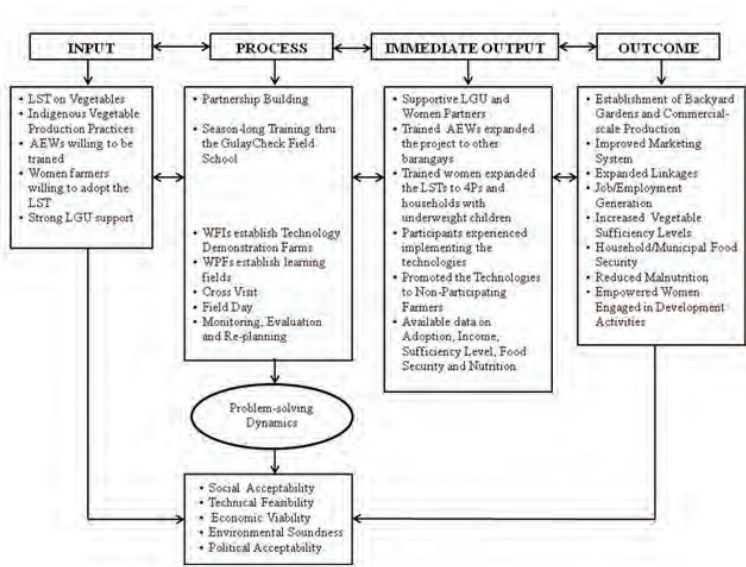 INPUT
PROCESS
IMMEDIATE OUTPUT
OUTCOME
• LST on Vegetables
• Indigenous Vegetable
Production Practices
• AEWs willing to be
trained
• Women farmers
willing to adopt the
LST
• Strong LGU support
• Partnership Building
• Season-long Training thru
the GulayCheck Field
School
• WFIs establish Technology
Demonstration Farms
• WPFs establish learning
fields
• Cross Visit
• Field Day
• Monitoring, Evaluation
and Re-planning
• Supportive LGU and
Women Partners
• Trained AEWs expanded
the project to other
barangays
• Trained women expanded
the LSTs to 4Ps and
households with
underweight children
• Participants experienced
implementing the
technologies
• Promoted the Technologies
to Non-Participating
Farmers
• Available data on
Adoption, Income,
Sufficiency Level, Food
Security and Nutrition
• Establishment of Backyard
Gardens and Commercial-
scale Production
• Improved Marketing
System
• Expanded Linkages
• Job/Employment
Generation
• Increased Vegetable
Sufficiency Levels
• Household/Municipal Food
Security
• Reduced Malnutrition
• Empowered Women
Engaged in Development
Activities
Problem-solving
Dynamics
• Social Acceptability
• Technical Feasibility
• Economic Viability
• Environmental Soundness
• Political Acceptability